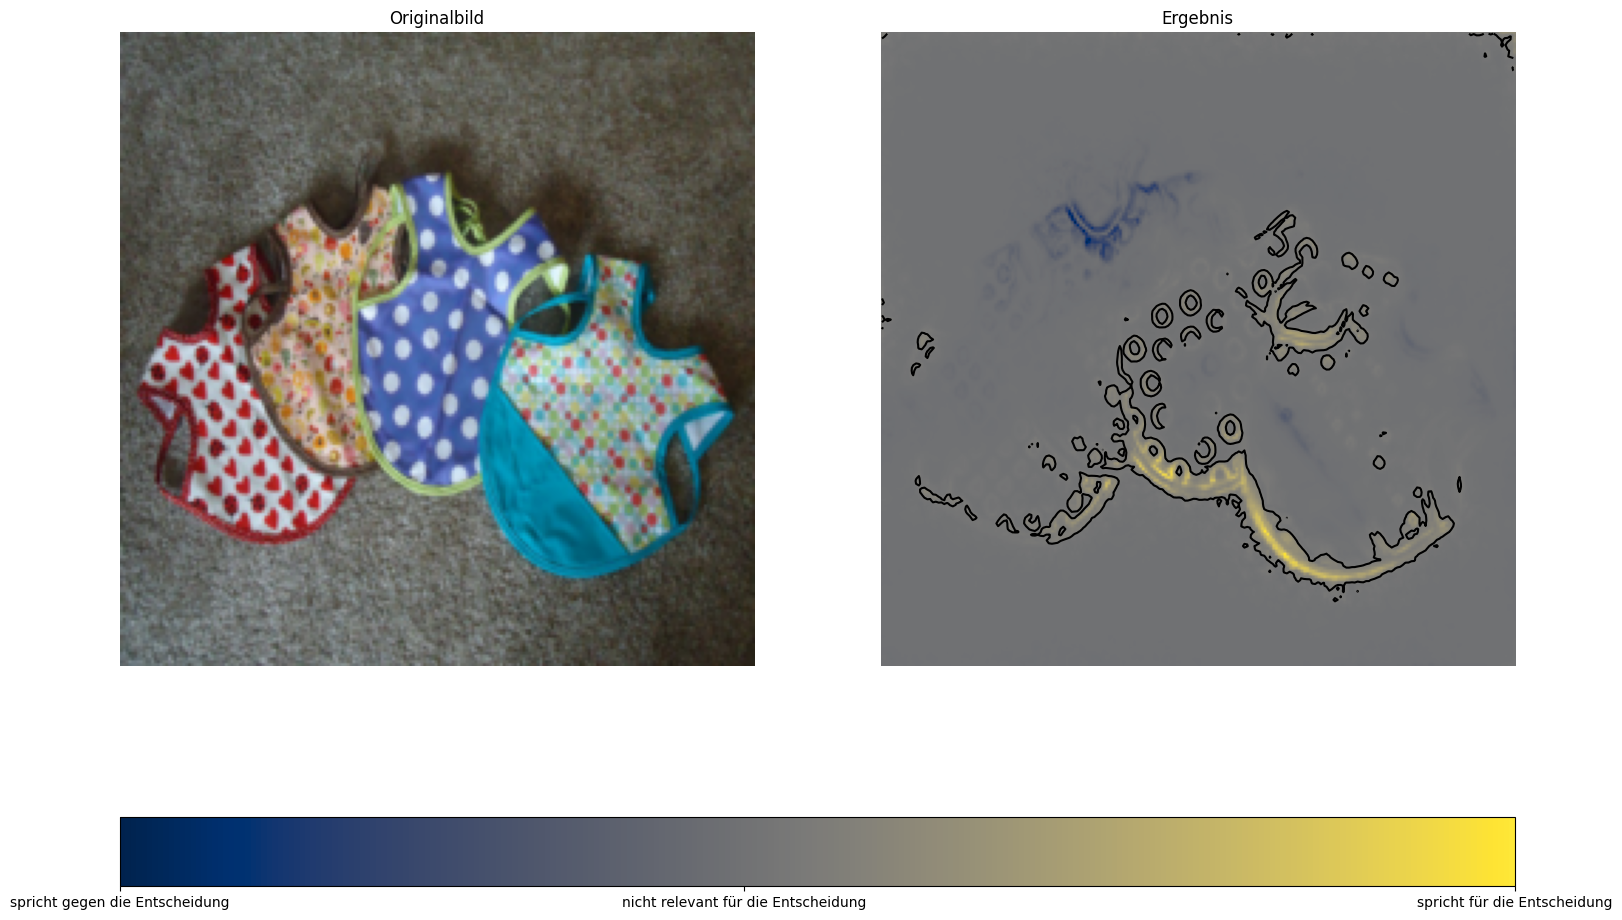 Originalbild
Ergebnis
spricht gegen die Entscheidung
nicht relevant für die Entscheidung
spricht für die Entscheidung